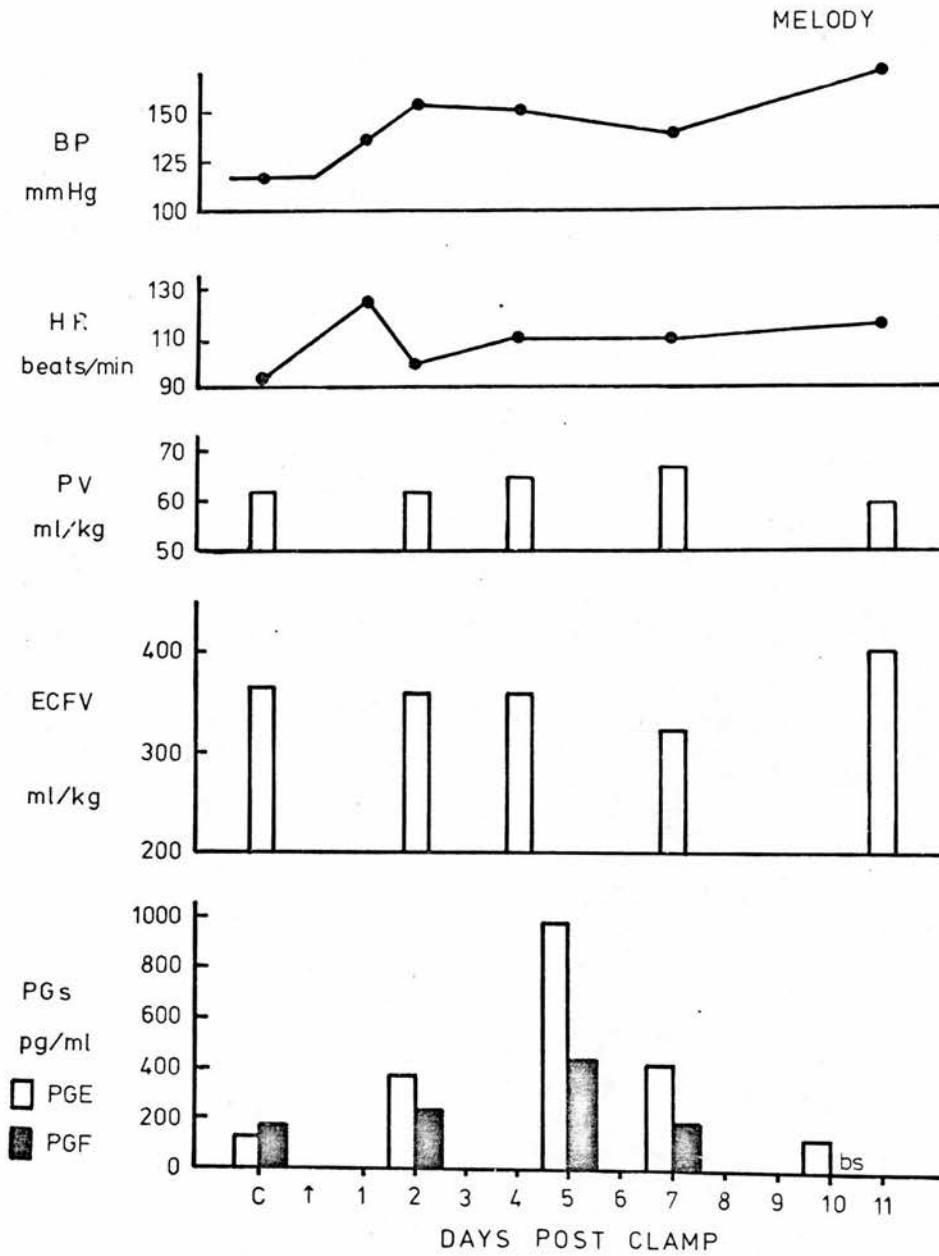 MELODY
BP
mmHg
150
125
100
HR
beats/min
130
110
90
PV
ml/kg
70
60
50
ECFV
ml/kg
400
300
200
PGs
pg/ml
PGE
PGF
1000
800
600
400
200
0
bs
C ↑ 1 2 3 4 5 6 7 8 9 10 11
DAYS POST CLAMP